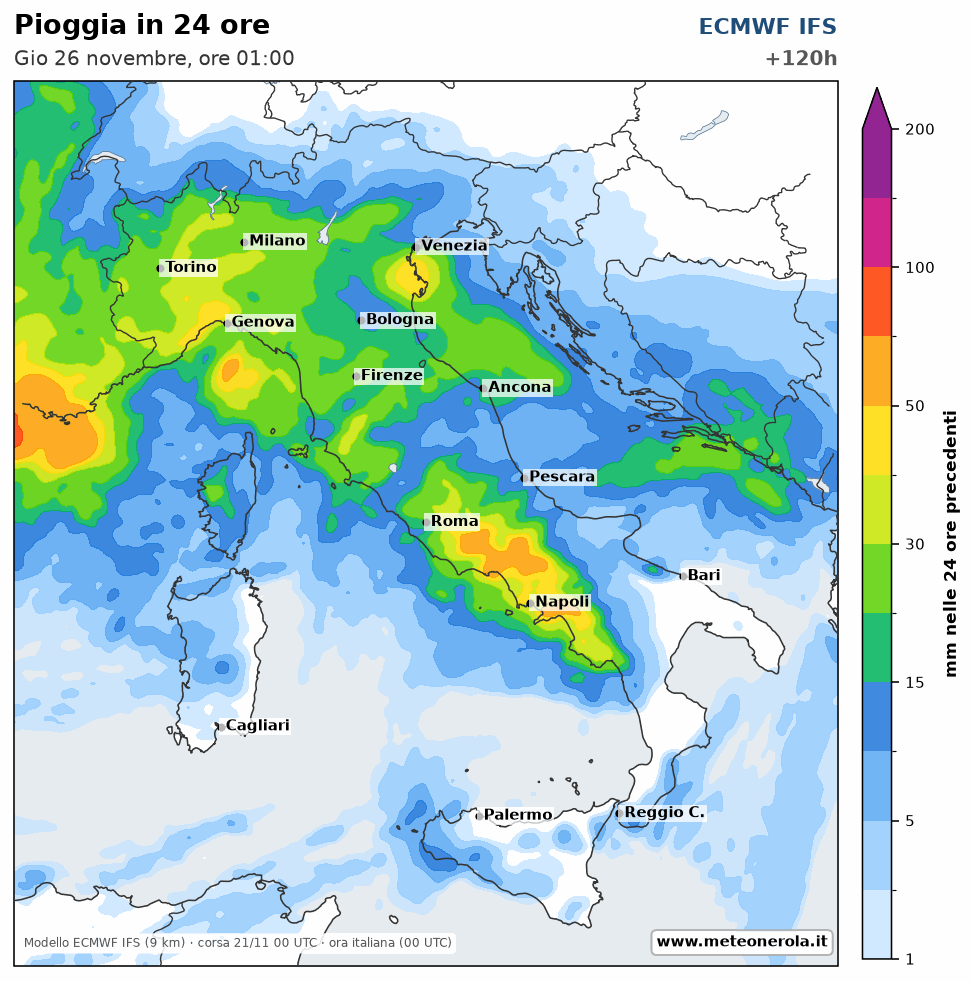 Pioggia in 24 ore
ECMWF IFS
Gio 26 novembre, ore 01:00
+120h
200
Milano
Venezia
Torino
100
Genova
Bologna
Firenze
Ancona
50
Pescara
Roma
30
Bari
Napoli
15
Cagliari
Palermo
Reggio C.
5
mm nelle 24 ore precedenti
Modello ECMWF IFS (9 km) · corsa 21/11 00 UTC · ora italiana (00 UTC)
www.meteonerola.it
1